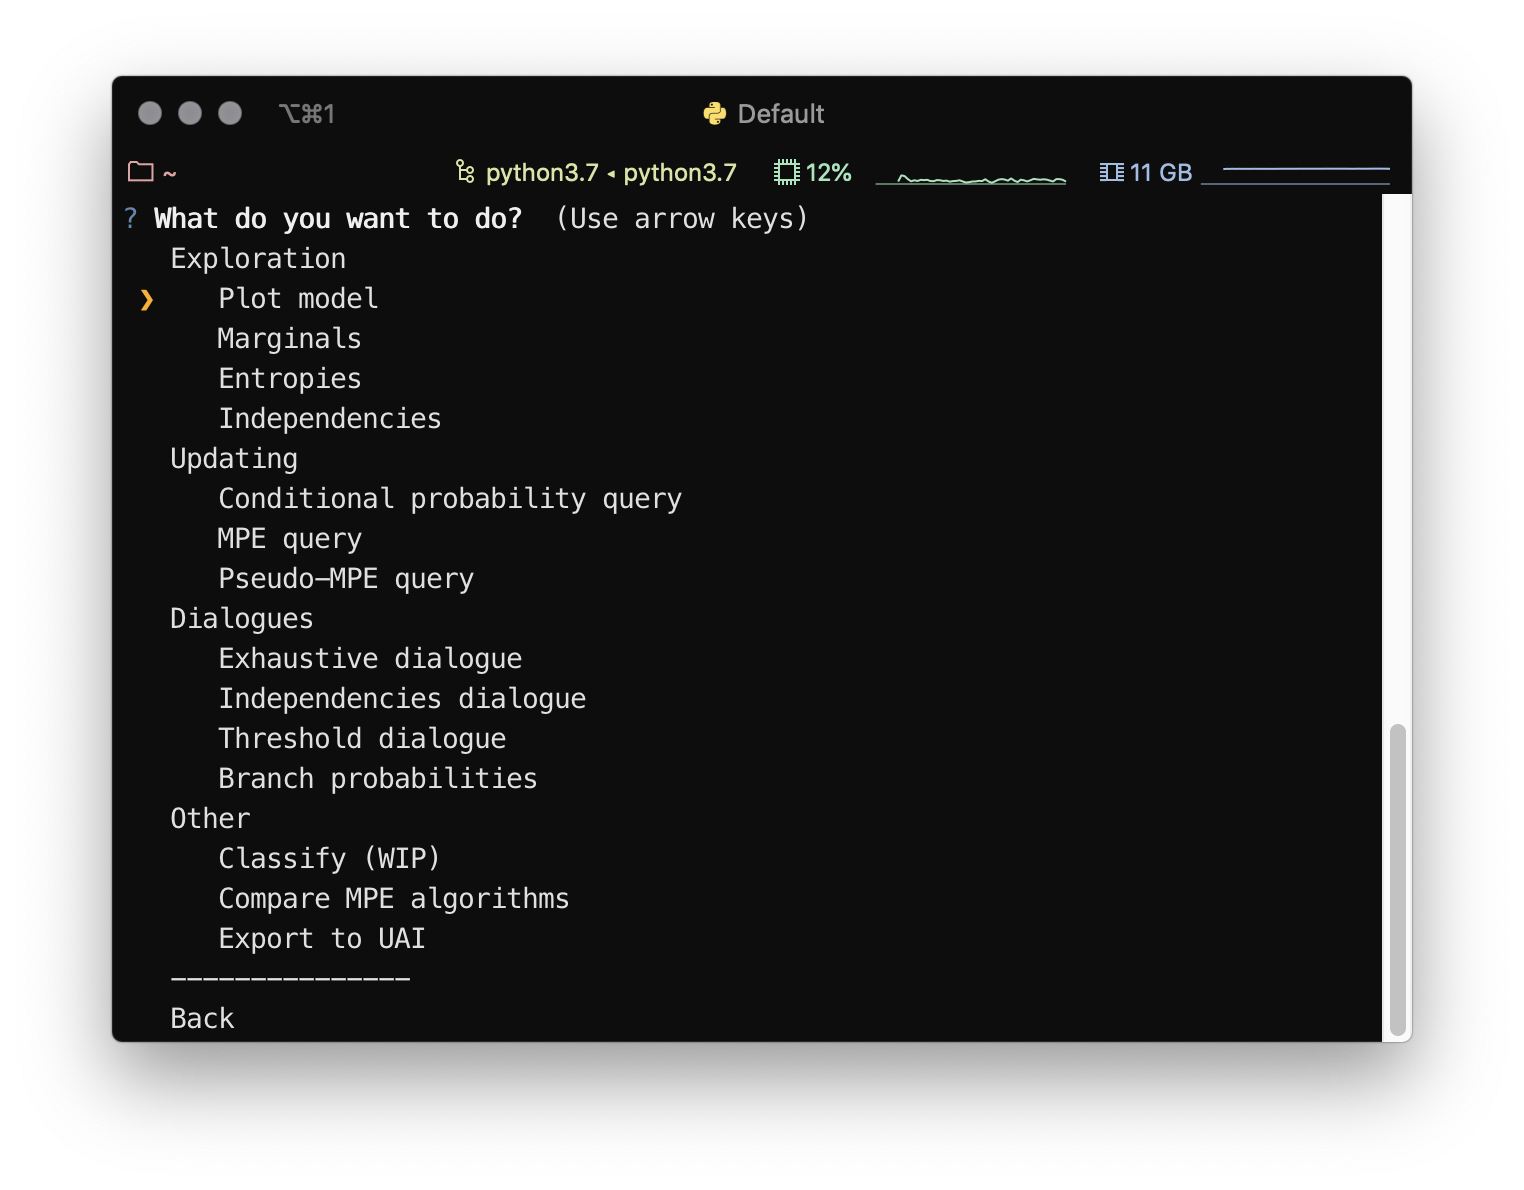 ⌥⌘1 Default
~ python3.7 ◂ python3.7 12% 11 GB
? What do you want to do?  (Use arrow keys)
Exploration
❯ Plot model
Marginals
Entropies
Independencies
Updating
Conditional probability query
MPE query
Pseudo-MPE query
Dialogues
Exhaustive dialogue
Independencies dialogue
Threshold dialogue
Branch probabilities
Other
Classify (WIP)
Compare MPE algorithms
Export to UAI
---------------
Back